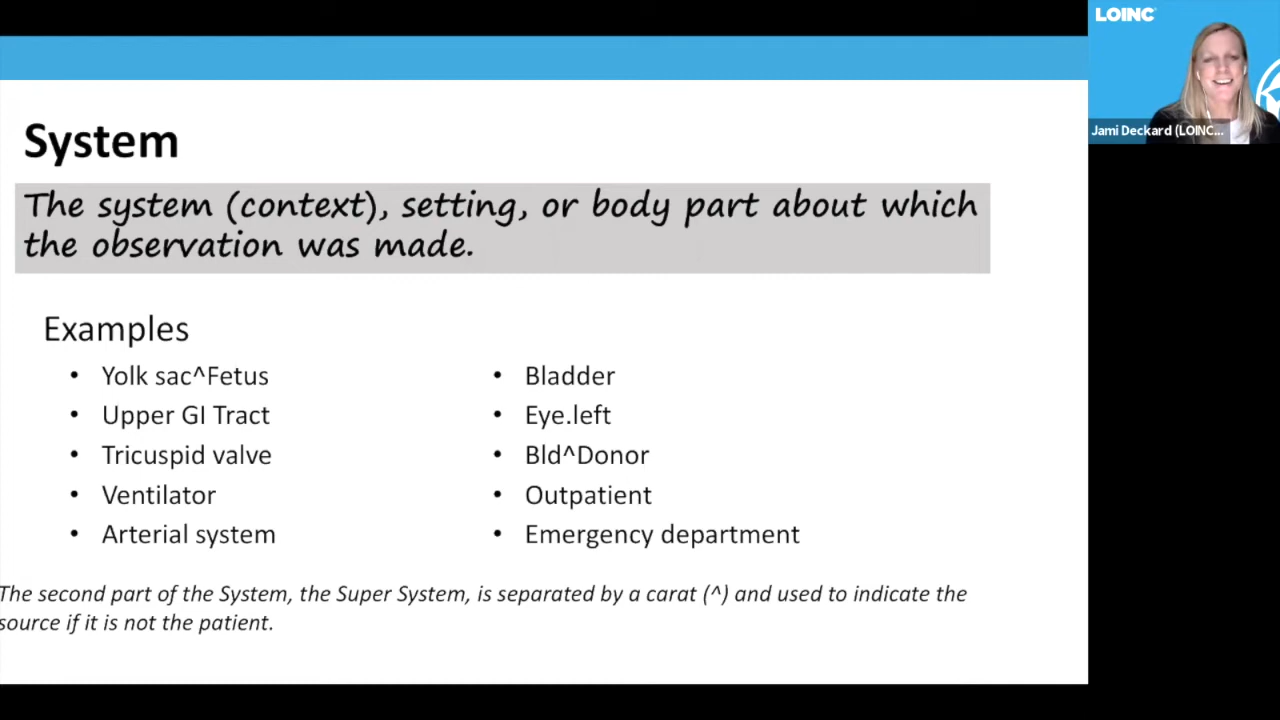 LOINC
Jami Deckard (LOINC...
System
The system (context), setting, or body part about which
the observation was made.
Examples
• Yolk sac^Fetus
• Upper GI Tract
• Tricuspid valve
• Ventilator
• Arterial system
• Bladder
• Eye.left
• Bld^Donor
• Outpatient
• Emergency department
The second part of the System, the Super System, is separated by a carat (^) and used to indicate the
source if it is not the patient.